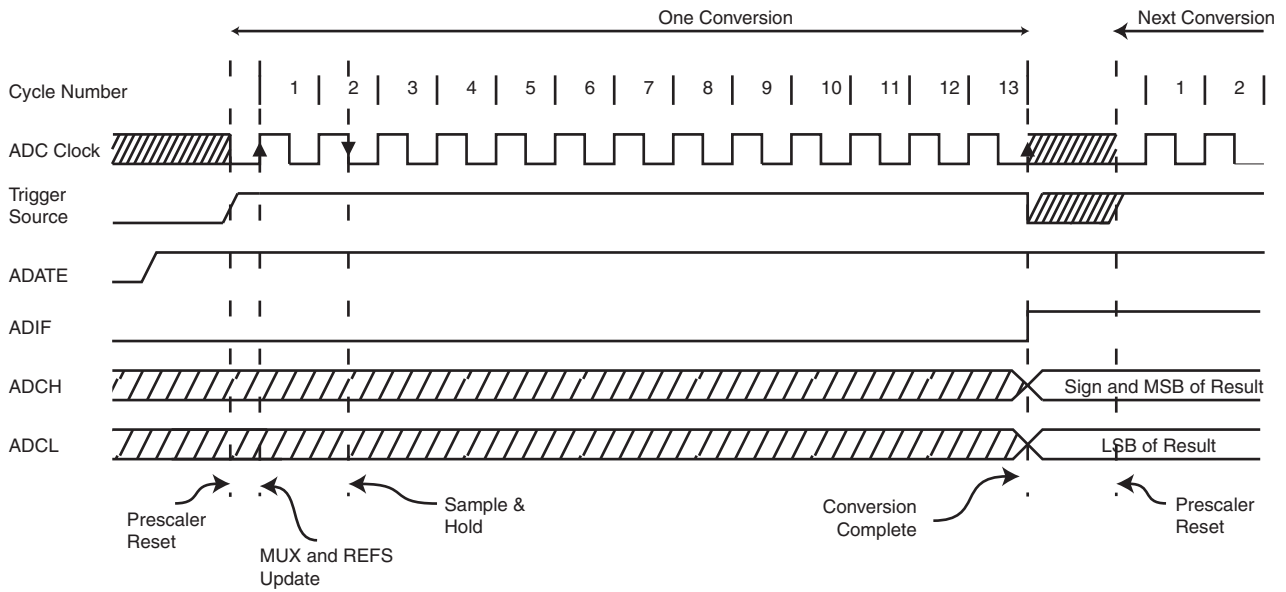 One Conversion
Next Conversion
Cycle Number
1 2 3 4 5 6 7 8 9 10 11 12 13 1 2
ADC Clock
Trigger
Source
ADATE
ADIF
ADCH
Sign and MSB of Result
ADCL
LSB of Result
Prescaler
Reset
MUX and REFS
Update
Sample &
Hold
Conversion
Complete
Prescaler
Reset